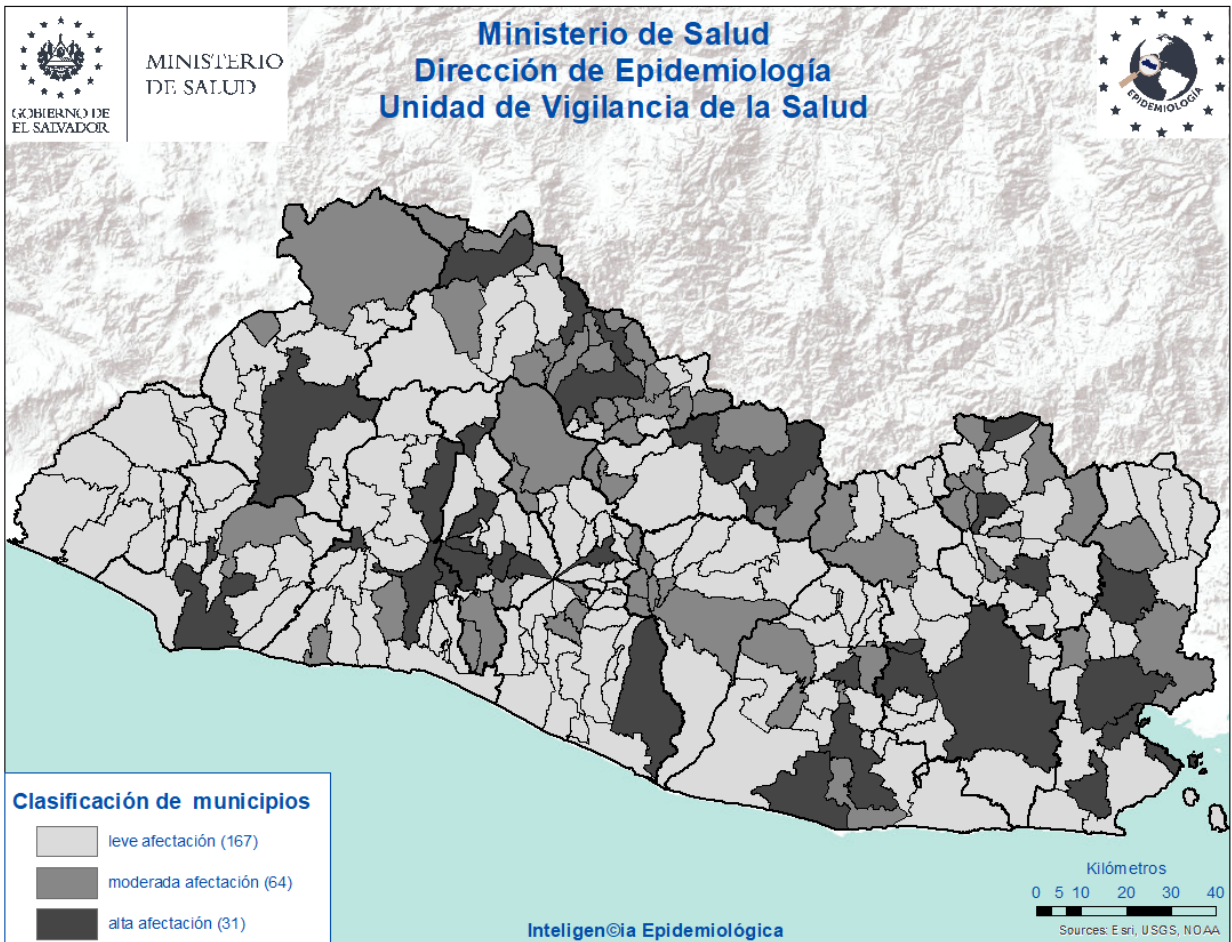 GOBIERNO DE
EL SALVADOR
MINISTERIO
DE SALUD
Ministerio de Salud
Dirección de Epidemiología
Unidad de Vigilancia de la Salud
EPIDEMIOLOGÍA
Clasificación de municipios
leve afectación (167)
moderada afectación (64)
alta afectación (31)
Inteligen©ia Epidemiológica
Kilómetros
0 5 10 20 30 40
Sources: Esri, USGS, NOAA